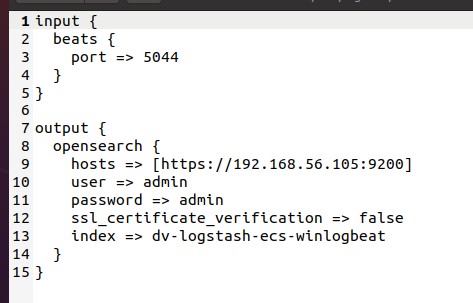 1 input {
2   beats {
3     port => 5044
4   }
5 }
6
7 output {
8   opensearch {
9     hosts => [https://192.168.56.105:9200]
10     user => admin
11     password => admin
12     ssl_certificate_verification => false
13     index => dv-logstash-ecs-winlogbeat
14   }
15 }